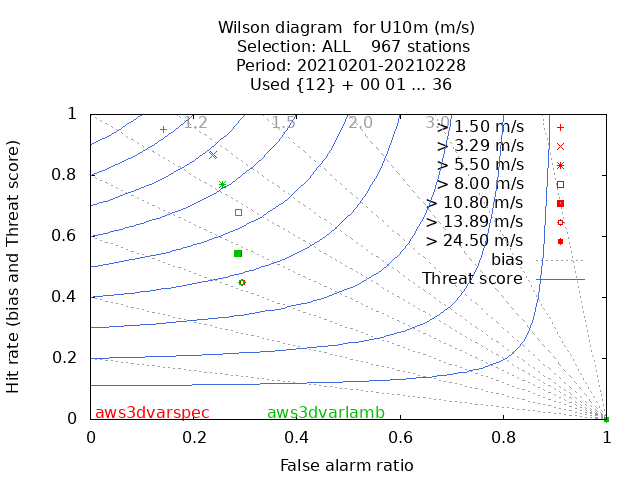 Wilson diagram  for U10m (m/s)
Selection: ALL    967 stations
Period: 20210201-20210228
Used {12} + 00 01 ... 36
Hit rate (bias and Threat score)
1
0.8
0.6
0.4
0.2
0
1.2 1.5 2.0 3.0
> 1.50 m/s
> 3.29 m/s
> 5.50 m/s
> 8.00 m/s
> 10.80 m/s
> 13.89 m/s
> 24.50 m/s
bias
Threat score
aws3dvarspec aws3dvarlamb
0 0.2 0.4 0.6 0.8 1
False alarm ratio